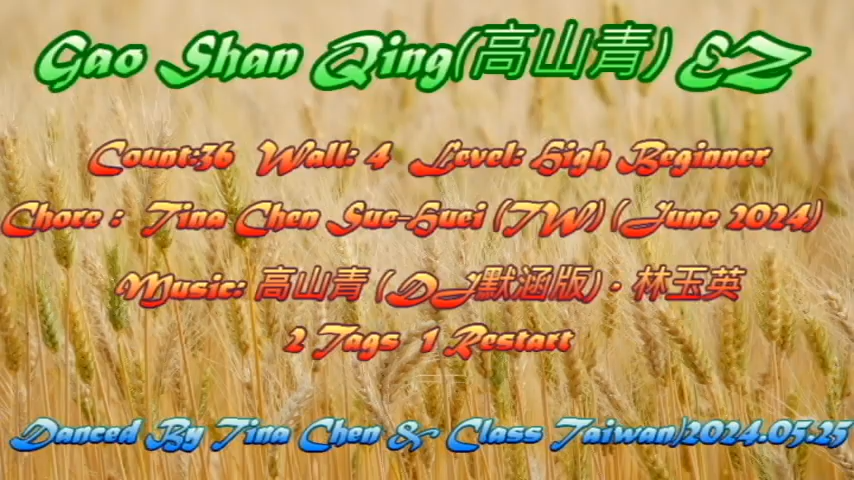 Gao Shan Qing(高山青) EZ
Count:36 Wall: 4 Level: High Beginner
Chore : Tina Chen Sue-Huei (TW) (June 2024)
Music: 高山青 (DJ默涵版) - 林玉英
2 Tags 1 Restart
Danced By Tina Chen & Class Taiwan)2024.05.25